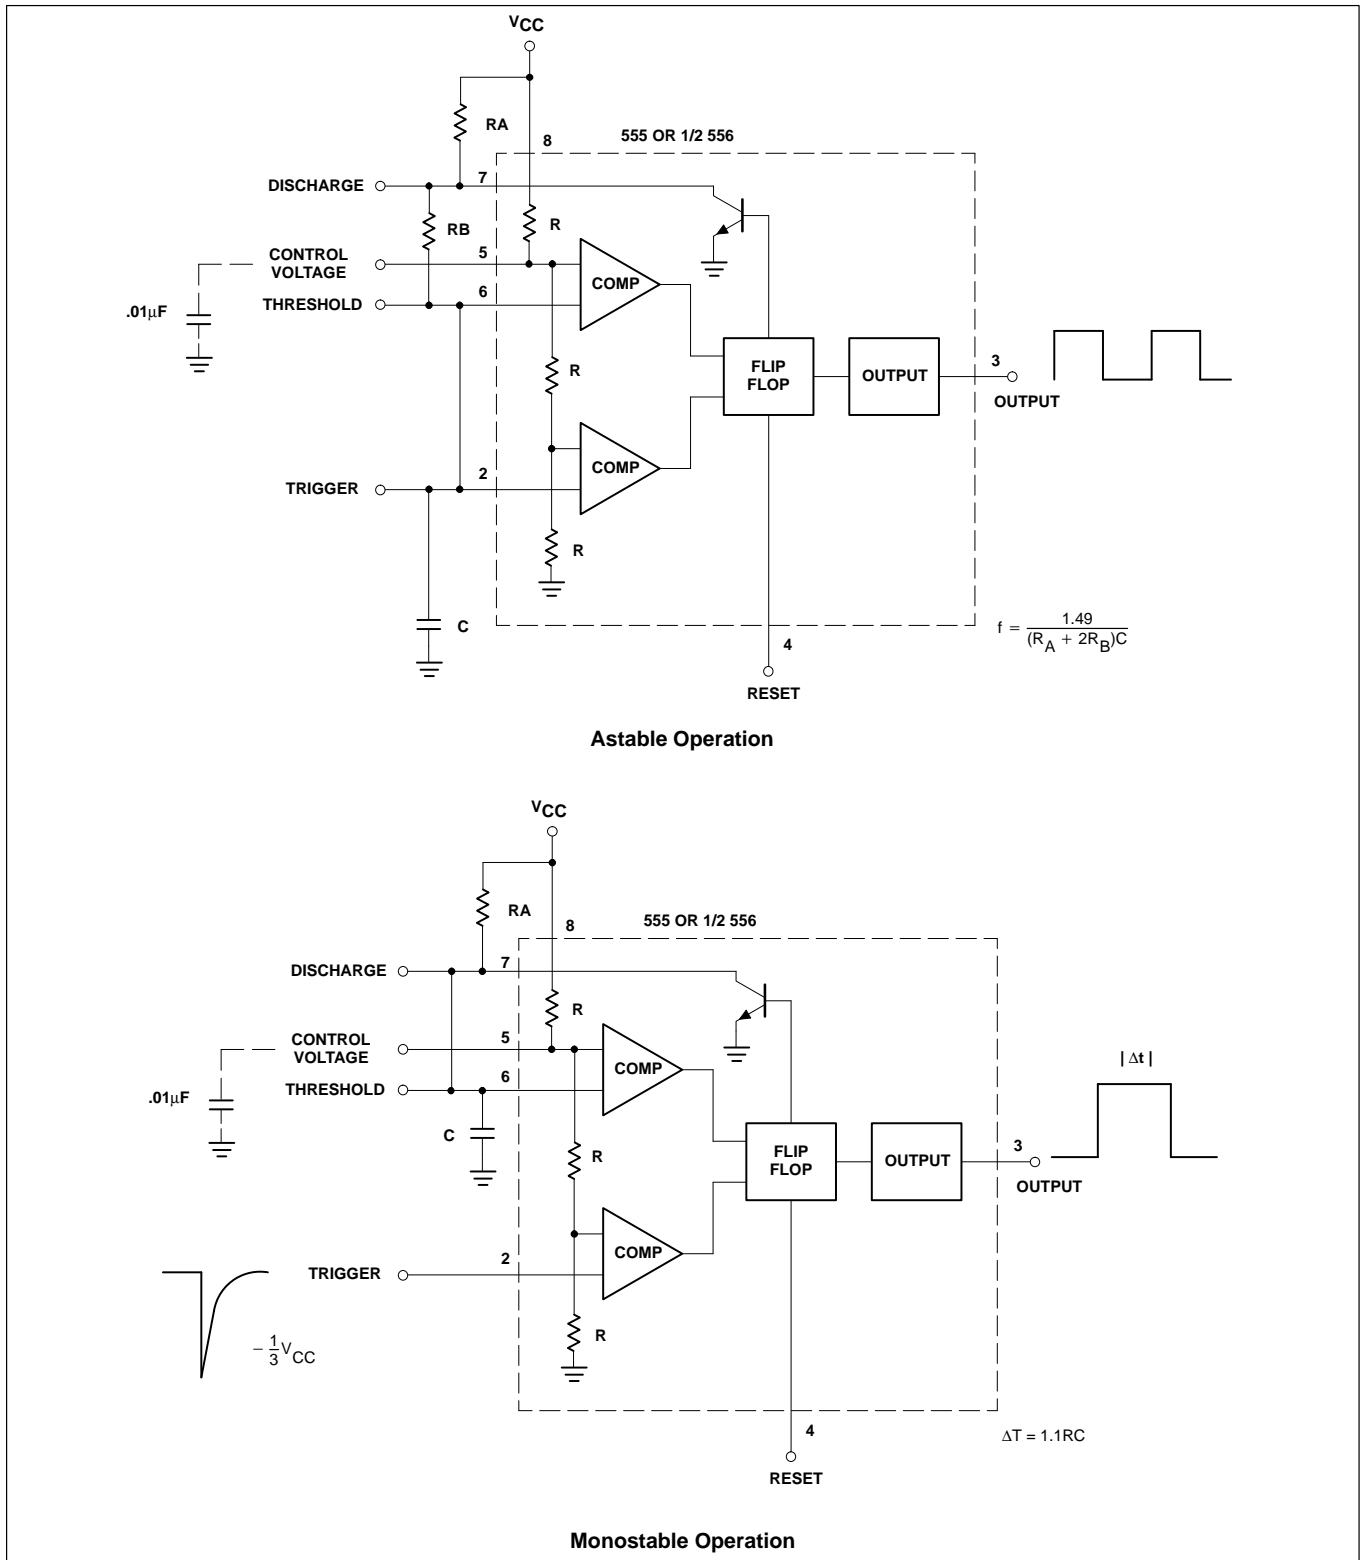 VCC
RA
555 OR 1/2 556
8
DISCHARGE
7
RB
R
CONTROL
VOLTAGE
5
COMP
THRESHOLD
6
.01μF
R
FLIP
FLOP
OUTPUT
3
OUTPUT
COMP
TRIGGER
2
R
C
f = 1.49 / (RA + 2RB)C
4
RESET
Astable Operation
VCC
RA
555 OR 1/2 556
8
DISCHARGE
7
R
CONTROL
VOLTAGE
5
COMP
| Δt |
THRESHOLD
6
.01μF
C
R
FLIP
FLOP
OUTPUT
3
OUTPUT
COMP
TRIGGER
2
R
− 1/3 VCC
4
ΔT = 1.1RC
RESET
Monostable Operation